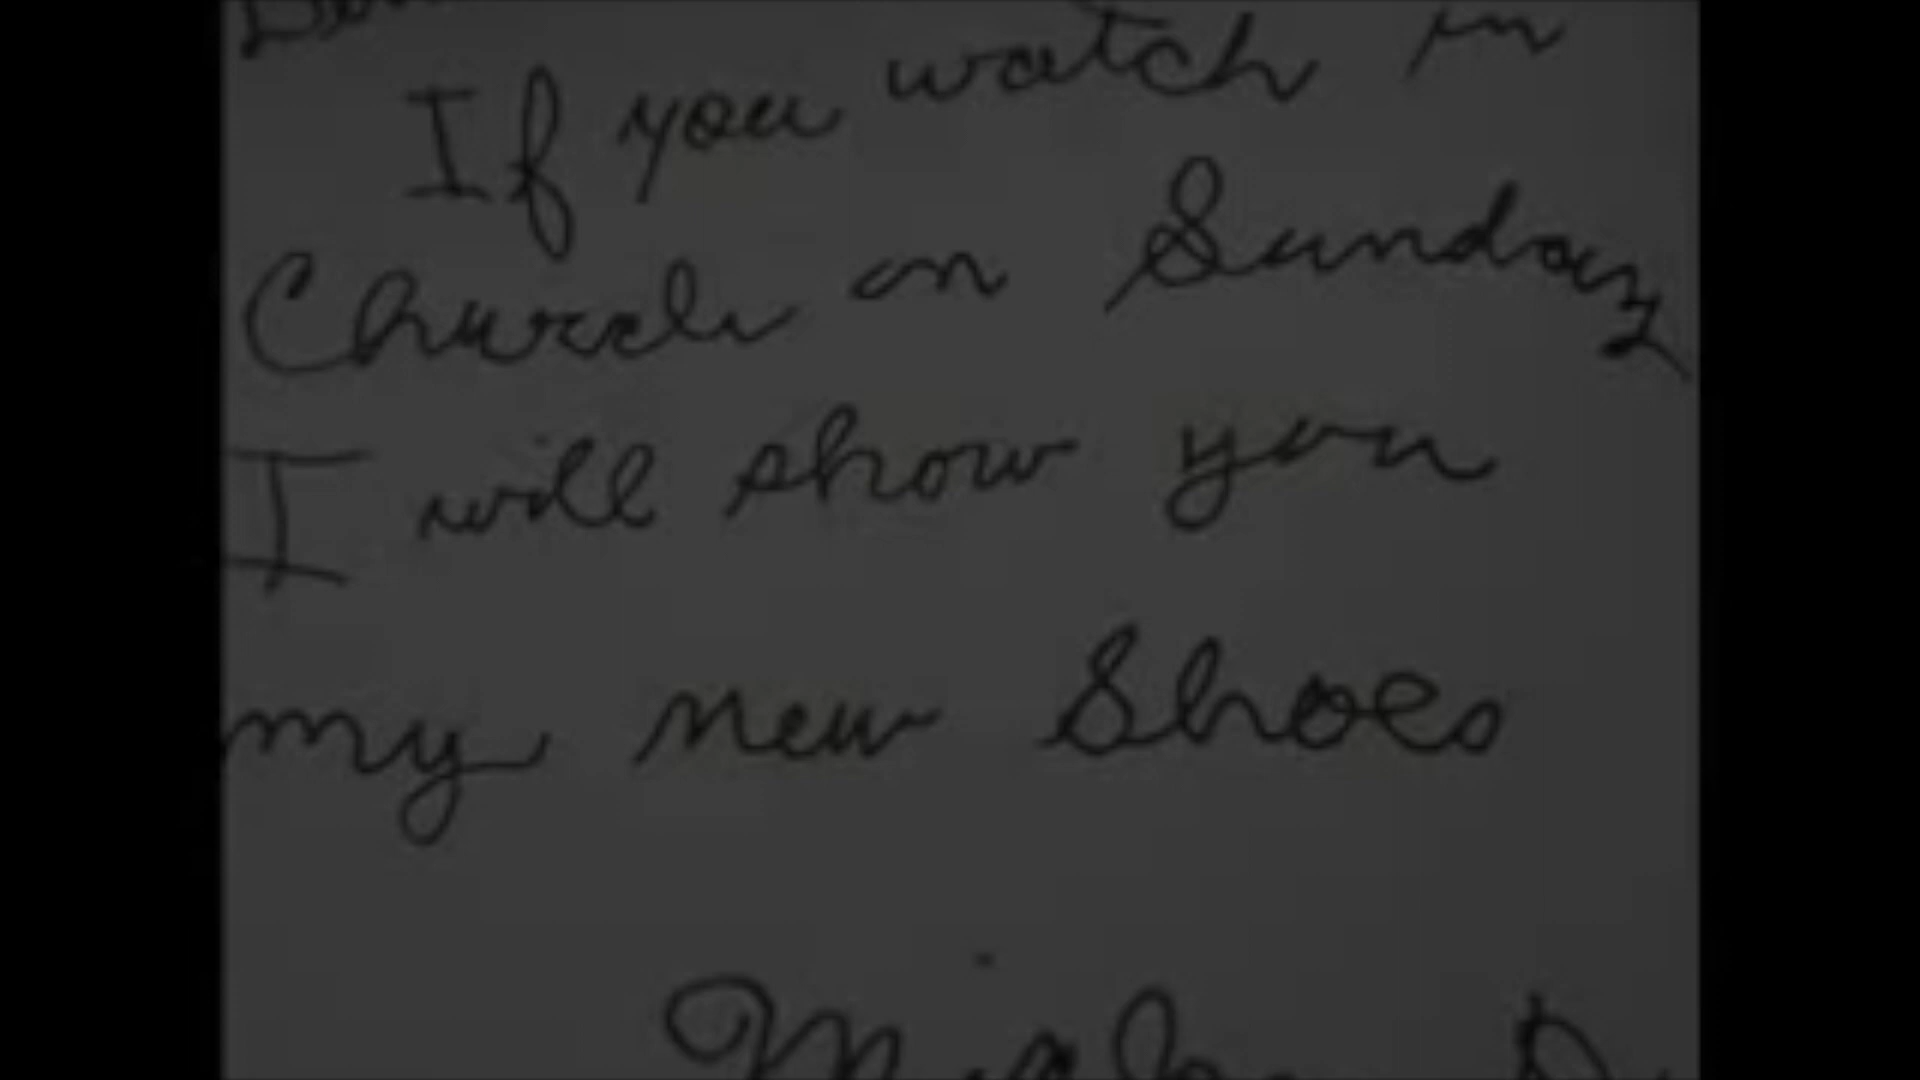 If you watch in
Church on Sunday
I will show you
my new Shoes